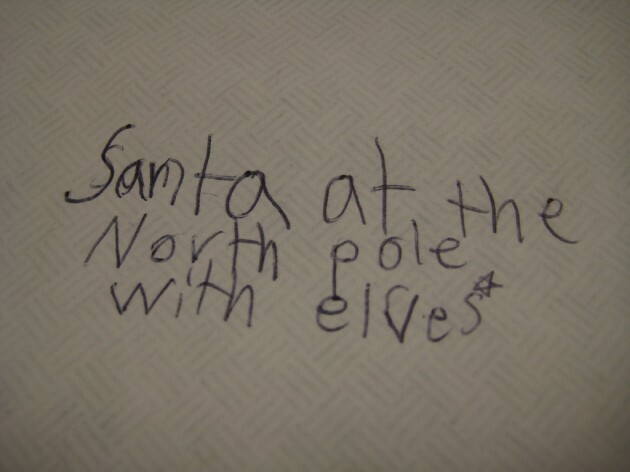 Santa at the
North pole
with elves*